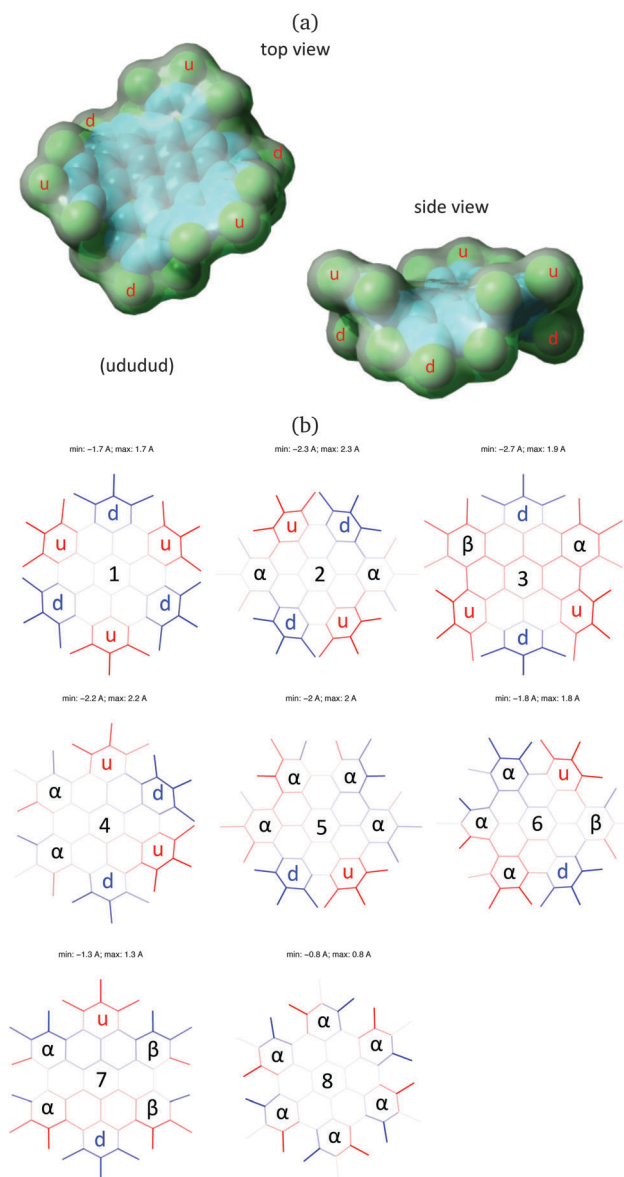 (a)
top view
u
d
d
u
u
d
side view
u
u
u
d
d
d
(ududud)
(b)
min: −1.7 A; max: 1.7 A
min: −2.3 A; max: 2.3 A
min: −2.7 A; max: 1.9 A
d
u
u
1
d
d
u
u
d
α
2
α
d
u
d
β
α
3
u
u
d
min: −2.2 A; max: 2.2 A
min: −2 A; max: 2 A
min: −1.8 A; max: 1.8 A
u
α
d
4
α
u
d
α
α
α
5
α
d
u
α
u
α
6
β
α
d
min: −1.3 A; max: 1.3 A
min: −0.8 A; max: 0.8 A
u
α
β
7
α
β
d
α
α
α
8
α
α
α